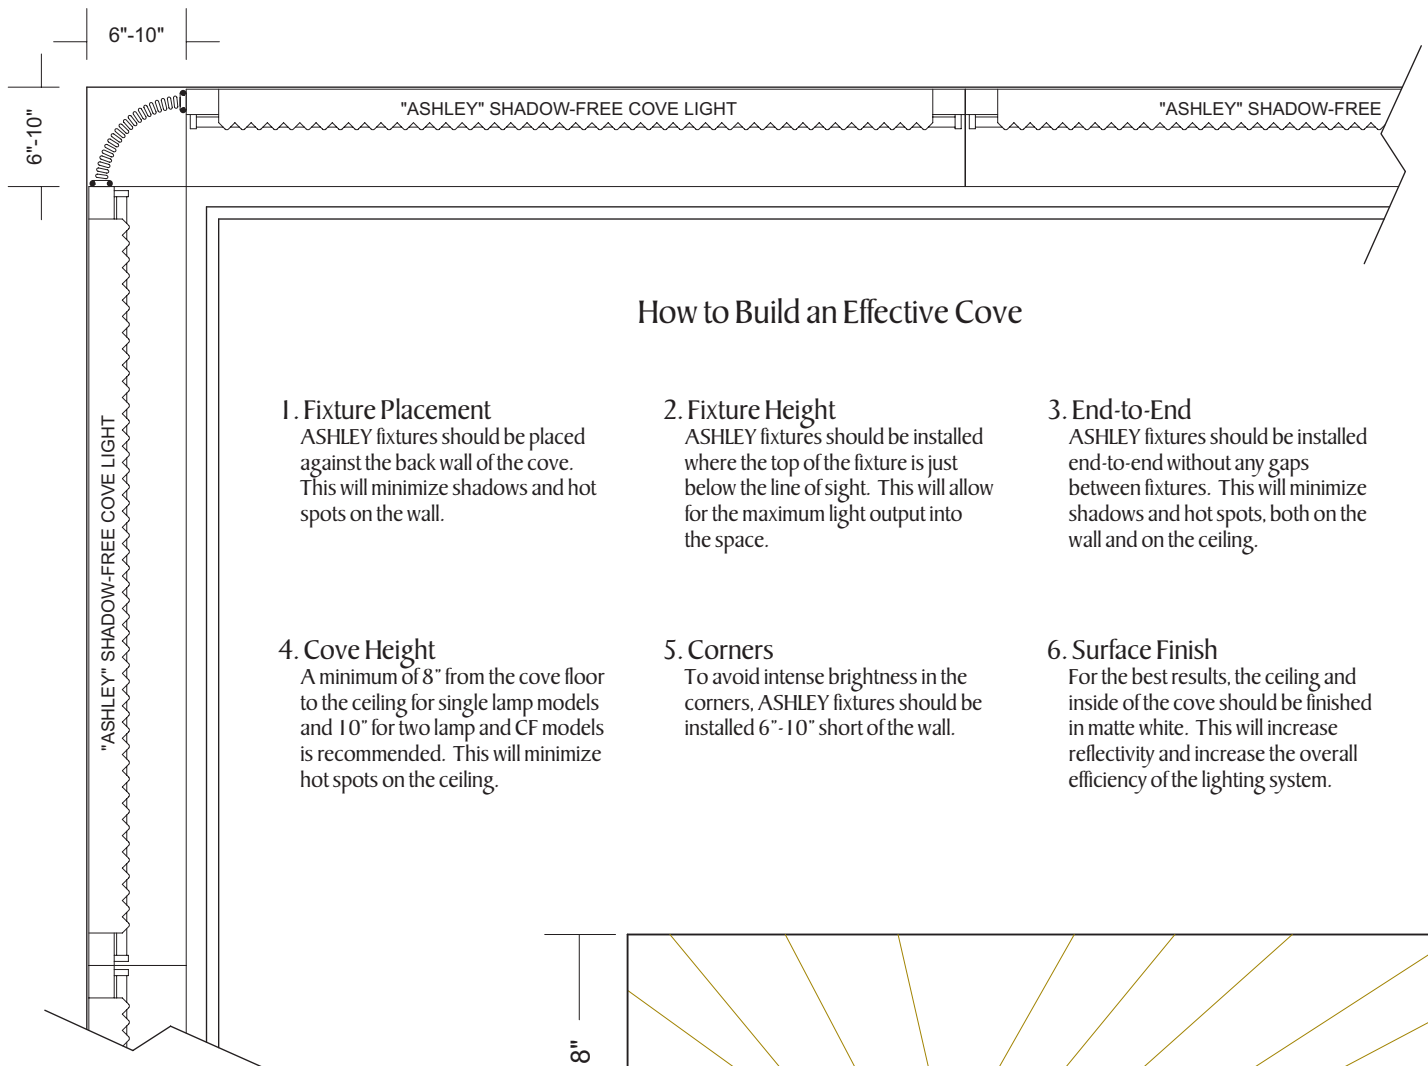 6"-10"
6"-10"
"ASHLEY" SHADOW-FREE COVE LIGHT
"ASHLEY" SHADOW-FREE
"ASHLEY" SHADOW-FREE COVE LIGHT
How to Build an Effective Cove
1. Fixture Placement
ASHLEY fixtures should be placed
against the back wall of the cove.
This will minimize shadows and hot
spots on the wall.
2. Fixture Height
ASHLEY fixtures should be installed
where the top of the fixture is just
below the line of sight.  This will allow
for the maximum light output into
the space.
3. End-to-End
ASHLEY fixtures should be installed
end-to-end without any gaps
between fixtures.  This will minimize
shadows and hot spots, both on the
wall and on the ceiling.
4. Cove Height
A minimum of 8" from the cove floor
to the ceiling for single lamp models
and 10" for two lamp and CF models
is recommended.  This will minimize
hot spots on the ceiling.
5. Corners
To avoid intense brightness in the
corners, ASHLEY fixtures should be
installed 6"-10" short of the wall.
6. Surface Finish
For the best results, the ceiling and
inside of the cove should be finished
in matte white.  This will increase
reflectivity and increase the overall
efficiency of the lighting system.
8"